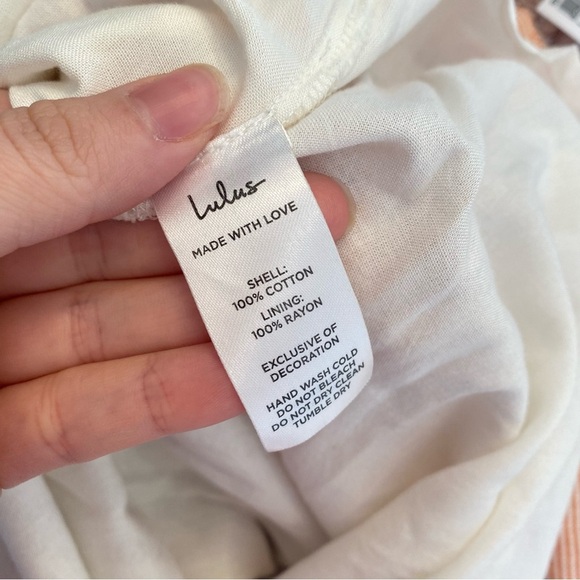 Lulus
MADE WITH LOVE
SHELL:
100% COTTON
LINING:
100% RAYON
EXCLUSIVE OF
DECORATION
HAND WASH COLD
DO NOT BLEACH
DO NOT DRY CLEAN
TUMBLE DRY